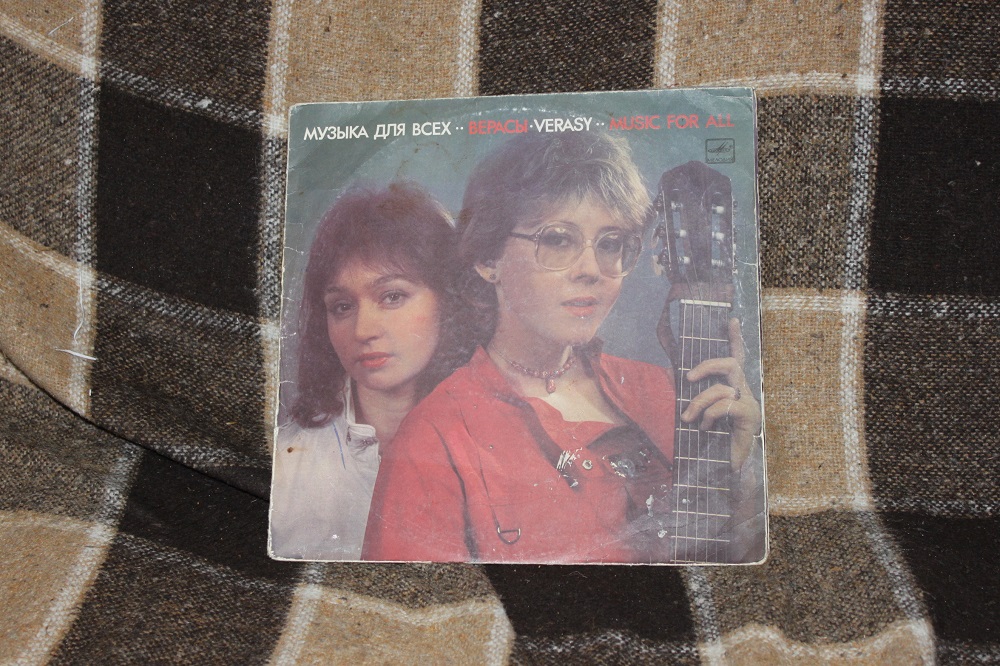 МУЗЫКА ДЛЯ ВСЕХ ·· ВЕРАСЫ · VERASY ·· MUSIC FOR ALL